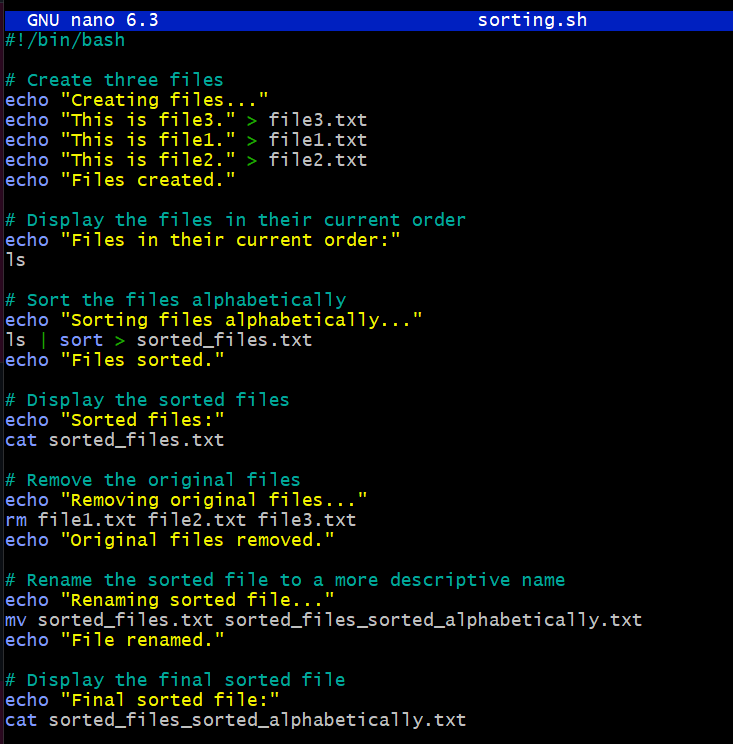 GNU nano 6.3 sorting.sh
#!/bin/bash
# Create three files
echo "Creating files..."
echo "This is file3." > file3.txt
echo "This is file1." > file1.txt
echo "This is file2." > file2.txt
echo "Files created."
# Display the files in their current order
echo "Files in their current order:"
ls
# Sort the files alphabetically
echo "Sorting files alphabetically..."
ls | sort > sorted_files.txt
echo "Files sorted."
# Display the sorted files
echo "Sorted files:"
cat sorted_files.txt
# Remove the original files
echo "Removing original files..."
rm file1.txt file2.txt file3.txt
echo "Original files removed."
# Rename the sorted file to a more descriptive name
echo "Renaming sorted file..."
mv sorted_files.txt sorted_files_sorted_alphabetically.txt
echo "File renamed."
# Display the final sorted file
echo "Final sorted file:"
cat sorted_files_sorted_alphabetically.txt